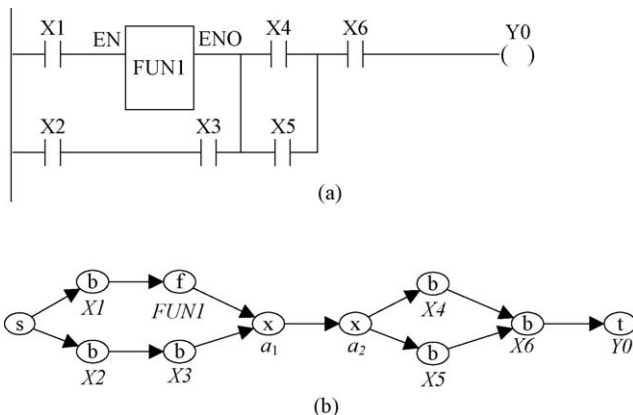 X1 EN ENO X4 X6 Y0
FUN1
X2 X3 X5
(a)
b f b
s X1 FUN1 x x X4 b t
b b a1 a2 b X6 Y0
X2 X3 X5
(b)